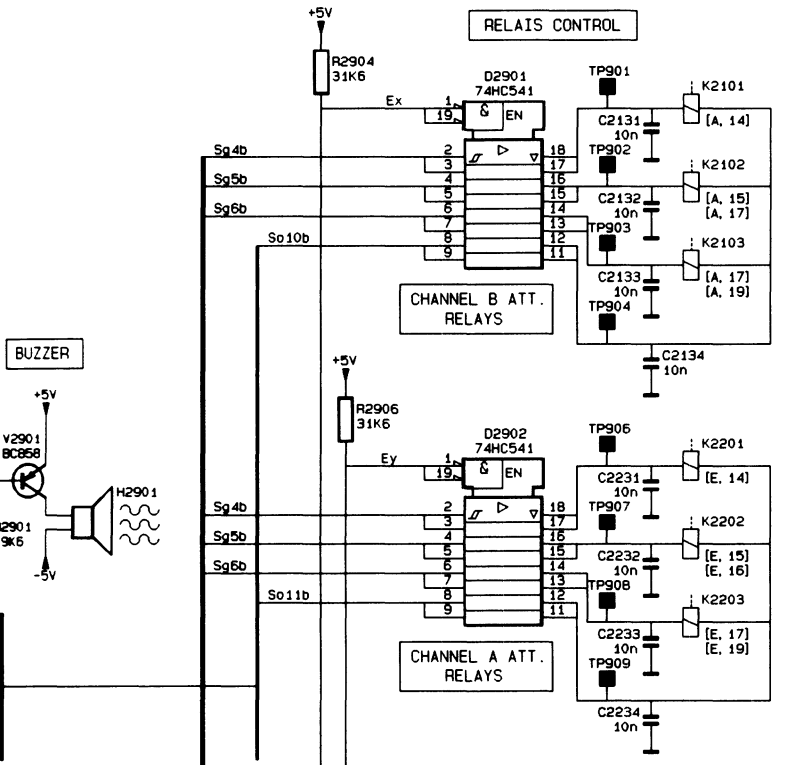 +5V
RELAIS CONTROL
R2904
31K6
D2901
74HC541
Ex
1
19
&
EN
Sg4b
Sg5b
Sg6b
So10b
2
3
4
5
6
7
8
9
18
17
16
15
14
13
12
11
TP901
TP902
TP903
TP904
C2131
10n
C2132
10n
C2133
10n
C2134
10n
K2101
[A, 14]
K2102
[A, 15]
[A, 17]
K2103
[A, 17]
[A, 19]
CHANNEL B ATT.
RELAYS
BUZZER
+5V
V2901
BC858
H2901
2901
9K6
-5V
+5V
R2906
31K6
D2902
74HC541
Ey
1
19
&
EN
Sg4b
Sg5b
Sg6b
So11b
2
3
4
5
6
7
8
9
18
17
16
15
14
13
12
11
TP906
TP907
TP908
TP909
C2231
10n
C2232
10n
C2233
10n
C2234
10n
K2201
[E, 14]
K2202
[E, 15]
[E, 16]
K2203
[E, 17]
[E, 19]
CHANNEL A ATT.
RELAYS